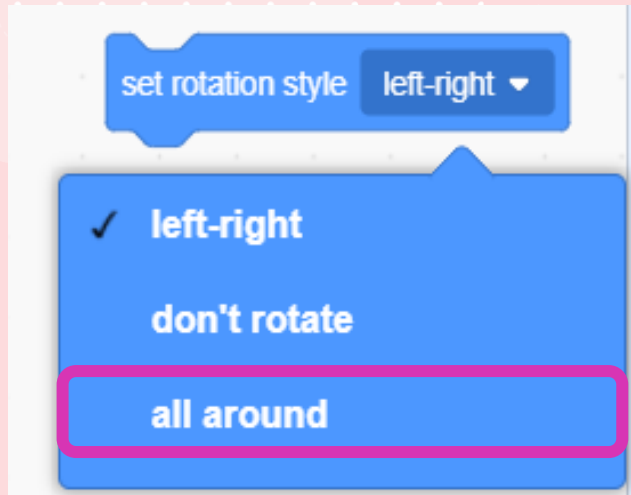 set rotation style left-right
left-right
don't rotate
all around